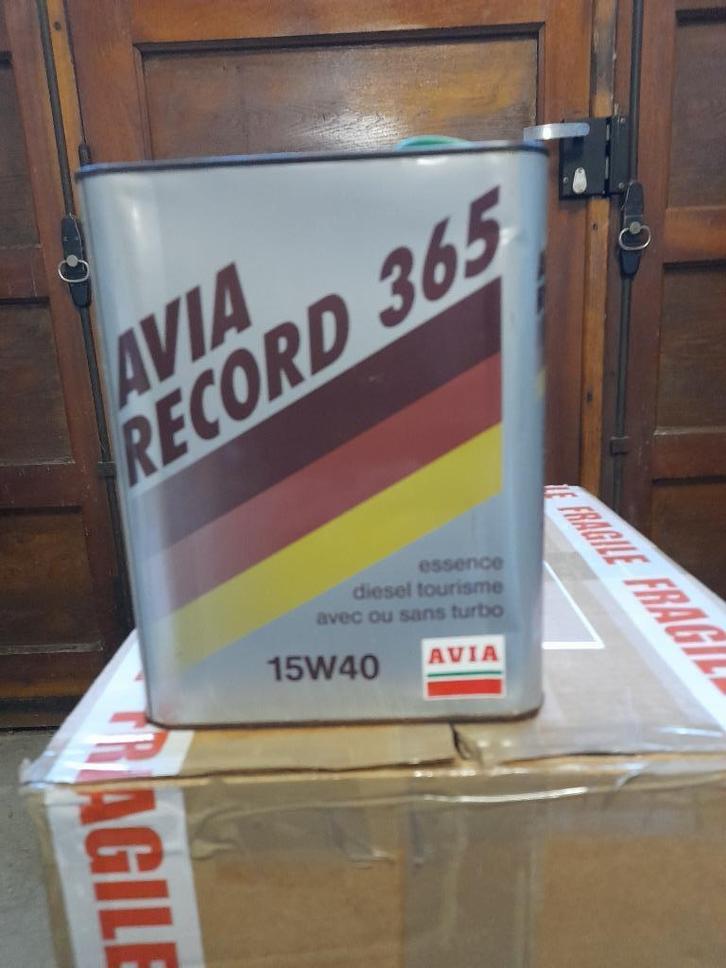 AVIA
RECORD 365
essence
diesel tourisme
avec ou sans turbo
15W40
AVIA
FRAGILE
FRAGILE
AGILE